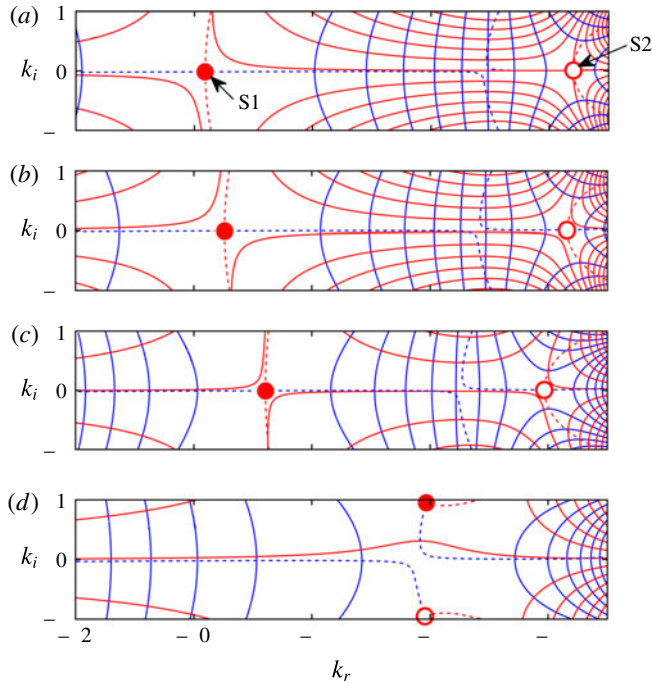 (a)
1
k_i
0
–
S1
S2
(b)
1
k_i
0
–
(c)
1
k_i
0
–
(d)
1
k_i
0
–
– 2 – 0 – – –
k_r